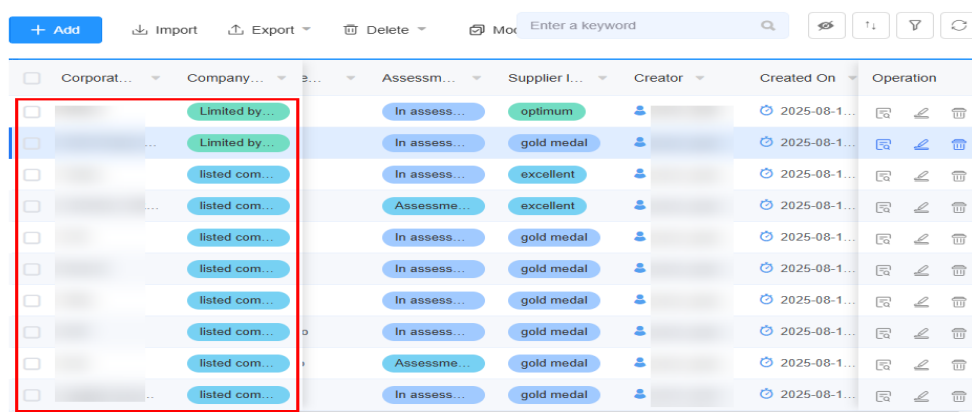 + Add Import Export Delete Mo Enter a keyword
Corporat... Company... e... Assessm... Supplier I... Creator Created On Operation
Limited by... In assess... optimum 2025-08-1...
... Limited by... In assess... gold medal 2025-08-1...
listed com... In assess... excellent 2025-08-1...
... listed com... Assessme... excellent 2025-08-1...
listed com... In assess... gold medal 2025-08-1...
listed com... In assess... gold medal 2025-08-1...
listed com... In assess... gold medal 2025-08-1...
listed com... In assess... gold medal 2025-08-1...
listed com... Assessme... gold medal 2025-08-1...
... listed com... In assess... gold medal 2025-08-1...